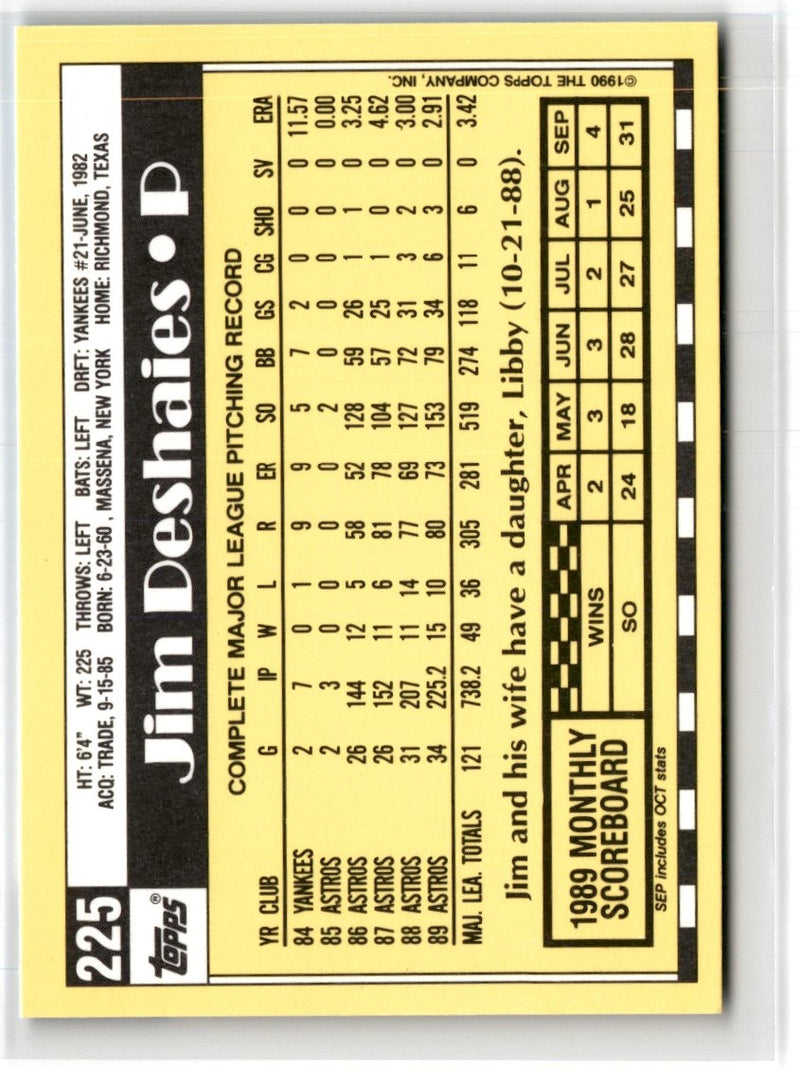 225
HT: 6'4" WT: 225 THROWS: LEFT BATS: LEFT DRFT: YANKEES #21-JUNE, 1982
ACQ: TRADE, 9-15-85 BORN: 6-23-60, MASSENA, NEW YORK HOME: RICHMOND, TEXAS
TOPPS®
Jim Deshaies • P
COMPLETE MAJOR LEAGUE PITCHING RECORD
YR CLUB G IP W L R ER SO BB GS CG SHO SV ERA
84 YANKEES 2 7 0 1 9 9 5 7 2 0 0 0 11.57
85 ASTROS 2 3 0 0 0 0 2 0 0 0 0 0 0.00
86 ASTROS 26 144 12 5 58 52 128 59 26 1 1 0 3.25
87 ASTROS 26 152 11 6 81 78 104 57 25 1 0 0 4.62
88 ASTROS 31 207 11 14 77 69 127 72 31 3 2 0 3.00
89 ASTROS 34 225.2 15 10 80 73 153 79 34 6 3 0 2.91
MAJ. LEA. TOTALS 121 738.2 49 36 305 281 519 274 118 11 6 0 3.42
Jim and his wife have a daughter, Libby (10-21-88).
1989 MONTHLY
SCOREBOARD
APR MAY JUN JUL AUG SEP
WINS 2 3 3 2 1 4
SO 24 18 28 27 25 31
SEP includes OCT stats
©1990 THE TOPPS COMPANY, INC.